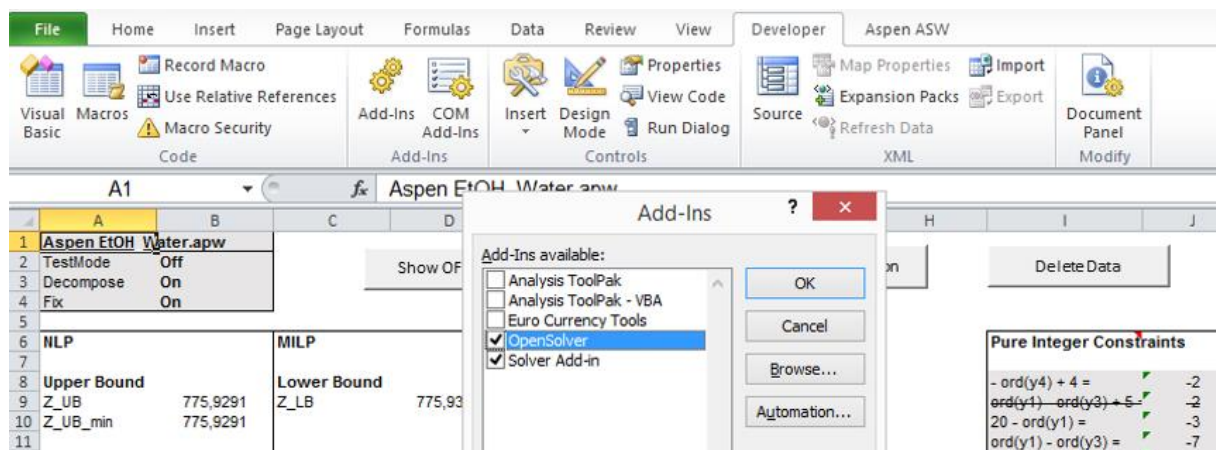 File Home Insert Page Layout Formulas Data Review View Developer Aspen ASW
Visual Basic
Macros
Record Macro
Use Relative References
Macro Security
Code
Add-Ins
COM Add-Ins
Add-Ins
Insert
Design Mode
Properties
View Code
Run Dialog
Controls
Source
Map Properties
Expansion Packs
Refresh Data
Import
Export
XML
Document Panel
Modify
A1 fx Aspen EtOH_Water.apw
A B C D H I J
1 Aspen EtOH_Water.apw
2 TestMode Off
3 Decompose On
4 Fix On
5
6 NLP MILP
7
8 Upper Bound Lower Bound
9 Z_UB 775,9291 Z_LB 775,93
10 Z_UB_min 775,9291
11
Show OF
Add-Ins ? ×
Add-Ins available:
Analysis ToolPak
Analysis ToolPak - VBA
Euro Currency Tools
OpenSolver
Solver Add-in
OK
Cancel
Browse...
Automation...
on
Delete Data
Pure Integer Constraints
- ord(y4) + 4 = -2
ord(y1) - ord(y3) + 5 = -2
20 - ord(y1) = -3
ord(y1) - ord(y3) = -7